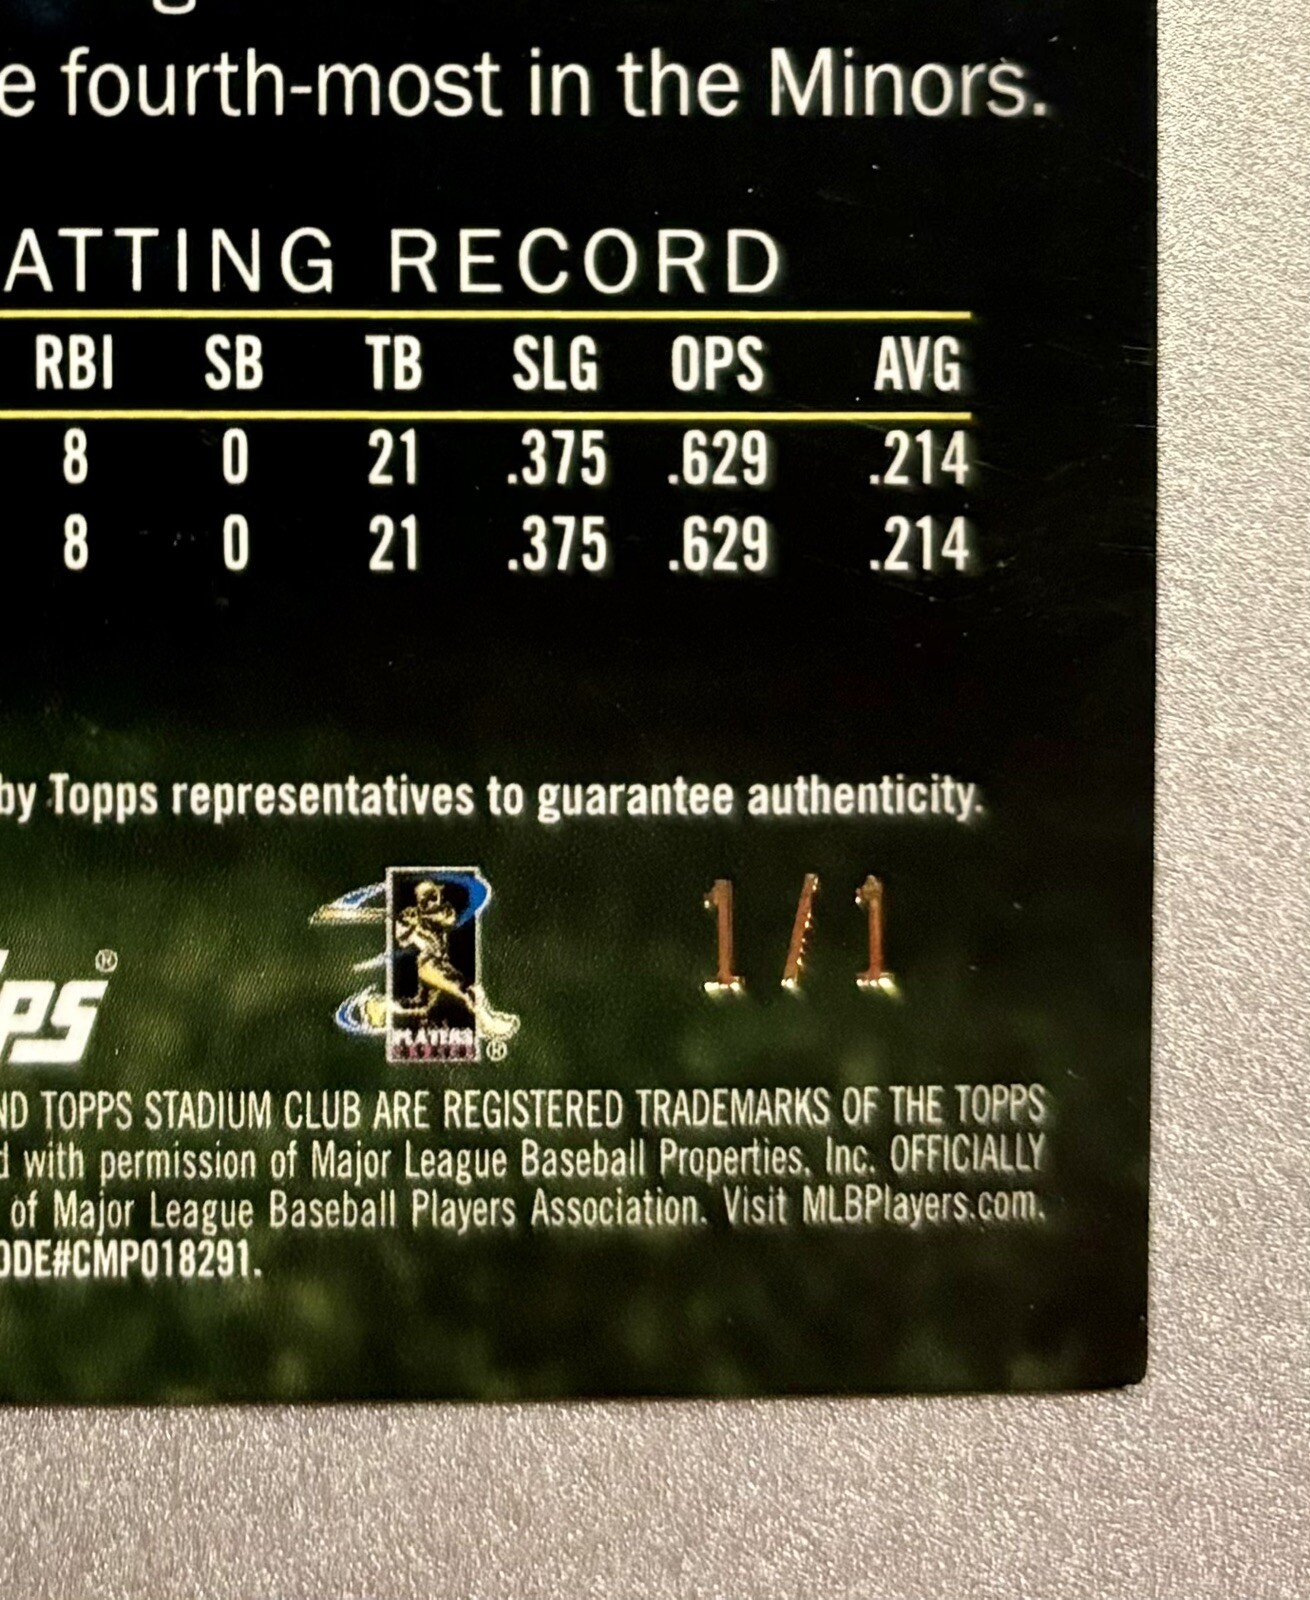 e fourth-most in the Minors.
ATTING RECORD
RBI SB TB SLG OPS AVG
8 0 21 .375 .629 .214
8 0 21 .375 .629 .214
by Topps representatives to guarantee authenticity.
1/1
PS®
PLAYERS
®
ND TOPPS STADIUM CLUB ARE REGISTERED TRADEMARKS OF THE TOPPS
d with permission of Major League Baseball Properties, Inc. OFFICIALLY
of Major League Baseball Players Association. Visit MLBPlayers.com.
ODE#CMP018291.